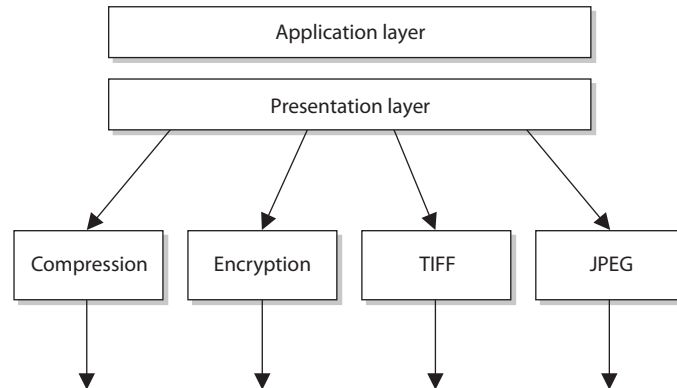 Application layer
Presentation layer
Compression
Encryption
TIFF
JPEG